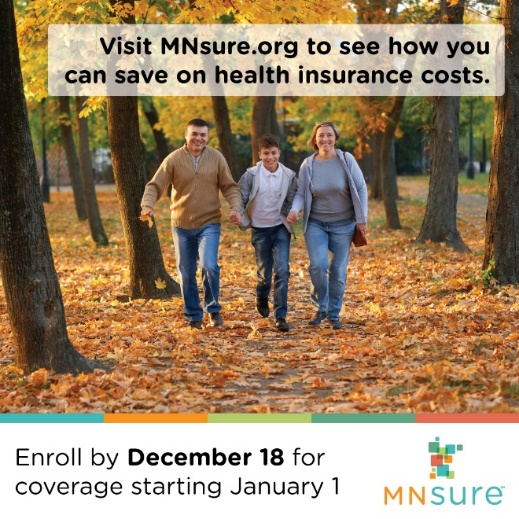 Visit MNsure.org to see how you
can save on health insurance costs.
Enroll by December 18 for
coverage starting January 1
MNsure